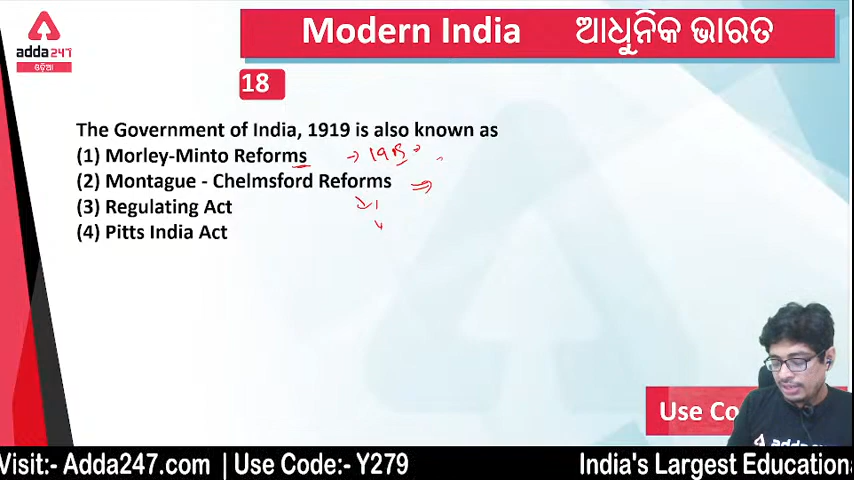 adda247
ଓଡ଼ିଆ
Modern India ଆଧୁନିକ ଭାରତ
18
The Government of India, 1919 is also known as
(1) Morley-Minto Reforms
(2) Montague - Chelmsford Reforms
(3) Regulating Act
(4) Pitts India Act
Use Co
adda
Visit:- Adda247.com | Use Code:- Y279 India's Largest Educationa